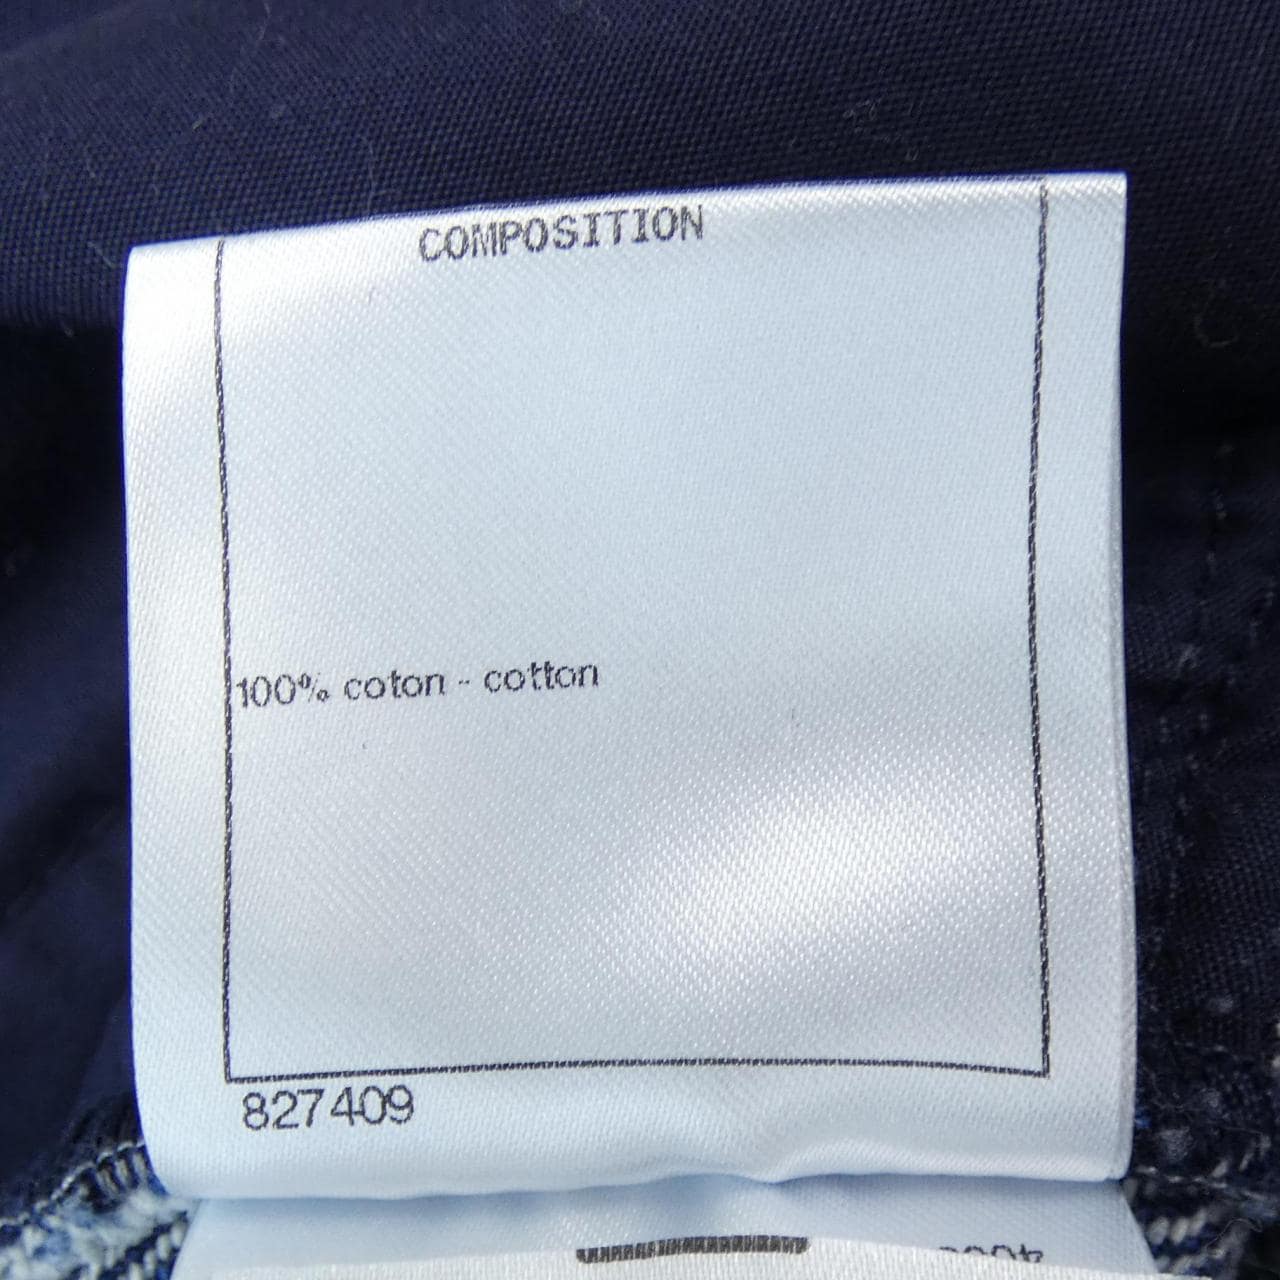 COMPOSITION
100% coton - cotton
827409